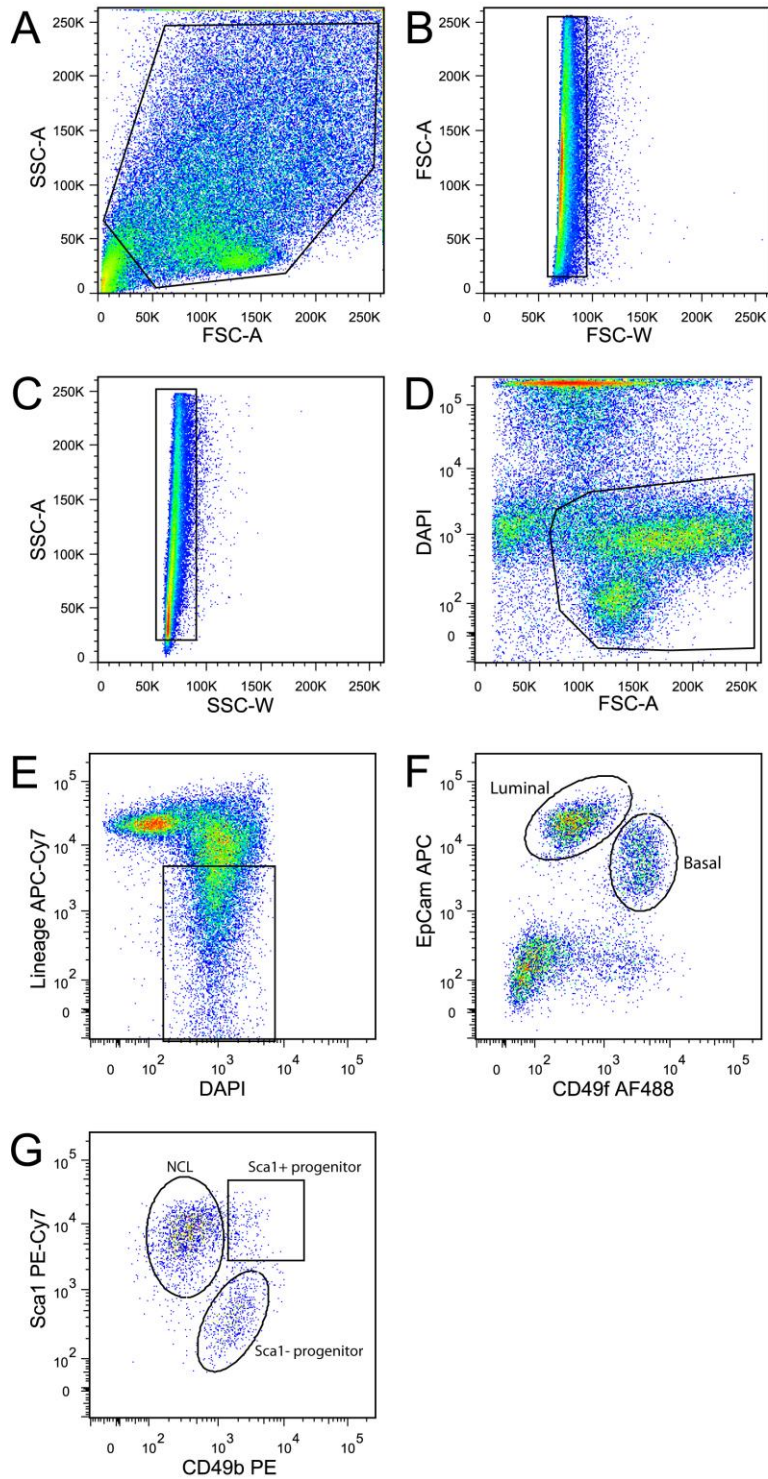 A
B
250K
200K
150K
100K
50K
0
SSC-A
0
50K
100K
150K
200K
250K
FSC-A
250K
200K
150K
100K
50K
0
FSC-A
0
50K
100K
150K
200K
250K
FSC-W
C
D
250K
200K
150K
100K
50K
0
SSC-A
0
50K
100K
150K
200K
250K
SSC-W
10^5
10^4
10^3
10^2
0
DAPI
0
50K
100K
150K
200K
250K
FSC-A
E
F
10^5
10^4
10^3
10^2
0
Lineage APC-Cy7
0
10^2
10^3
10^4
10^5
DAPI
10^5
10^4
10^3
10^2
0
EpCam APC
Luminal
Basal
0
10^2
10^3
10^4
10^5
CD49f AF488
G
10^5
10^4
10^3
10^2
0
Sca1 PE-Cy7
NCL
Sca1+ progenitor
Sca1- progenitor
0
10^2
10^3
10^4
10^5
CD49b PE